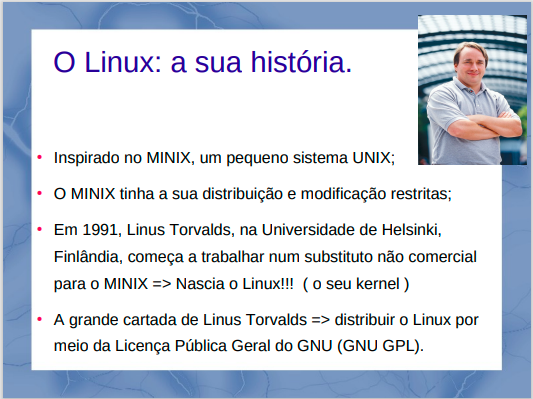 O Linux: a sua história.
• Inspirado no MINIX, um pequeno sistema UNIX;
• O MINIX tinha a sua distribuição e modificação restritas;
• Em 1991, Linus Torvalds, na Universidade de Helsinki,
Finlândia, começa a trabalhar num substituto não comercial
para o MINIX => Nascia o Linux!!!  ( o seu kernel )
• A grande cartada de Linus Torvalds => distribuir o Linux por
meio da Licença Pública Geral do GNU (GNU GPL).